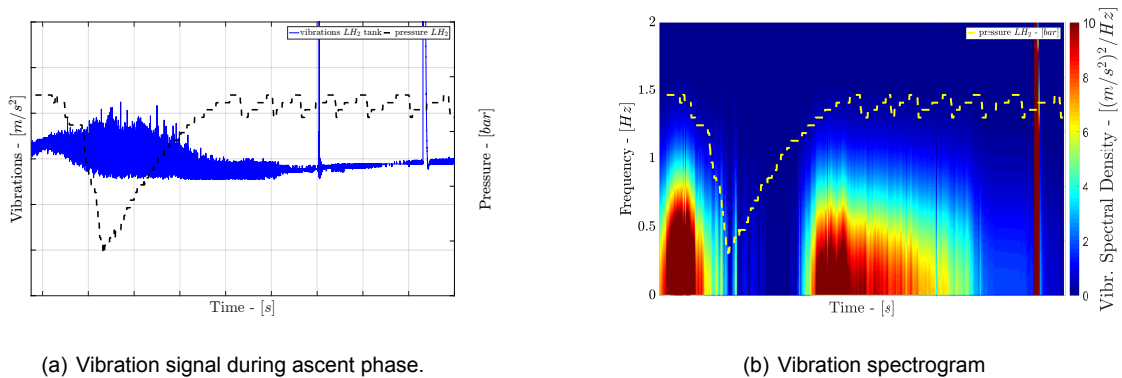 vibrations LH₂ tank pressure LH₂
Vibrations - [m/s²]
Pressure - [bar]
Time - [s]
(a) Vibration signal during ascent phase.
pressure LH₂ - [bar]
2
1.5
1
0.5
0
Frequency - [Hz]
Time - [s]
10
8
6
4
2
0
Vibr. Spectral Density - [(m/s²)²/Hz]
(b) Vibration spectrogram